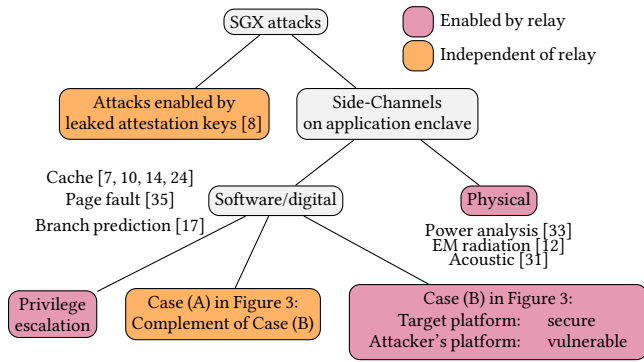 SGX attacks
Enabled by relay
Independent of relay
Attacks enabled by
leaked attestation keys [8]
Side-Channels
on application enclave
Cache [7, 10, 14, 24]
Page fault [35]
Branch prediction [17]
Software/digital
Physical
Power analysis [33]
EM radiation [12]
Acoustic [31]
Privilege
escalation
Case (A) in Figure 3:
Complement of Case (B)
Case (B) in Figure 3:
Target platform: secure
Attacker's platform: vulnerable